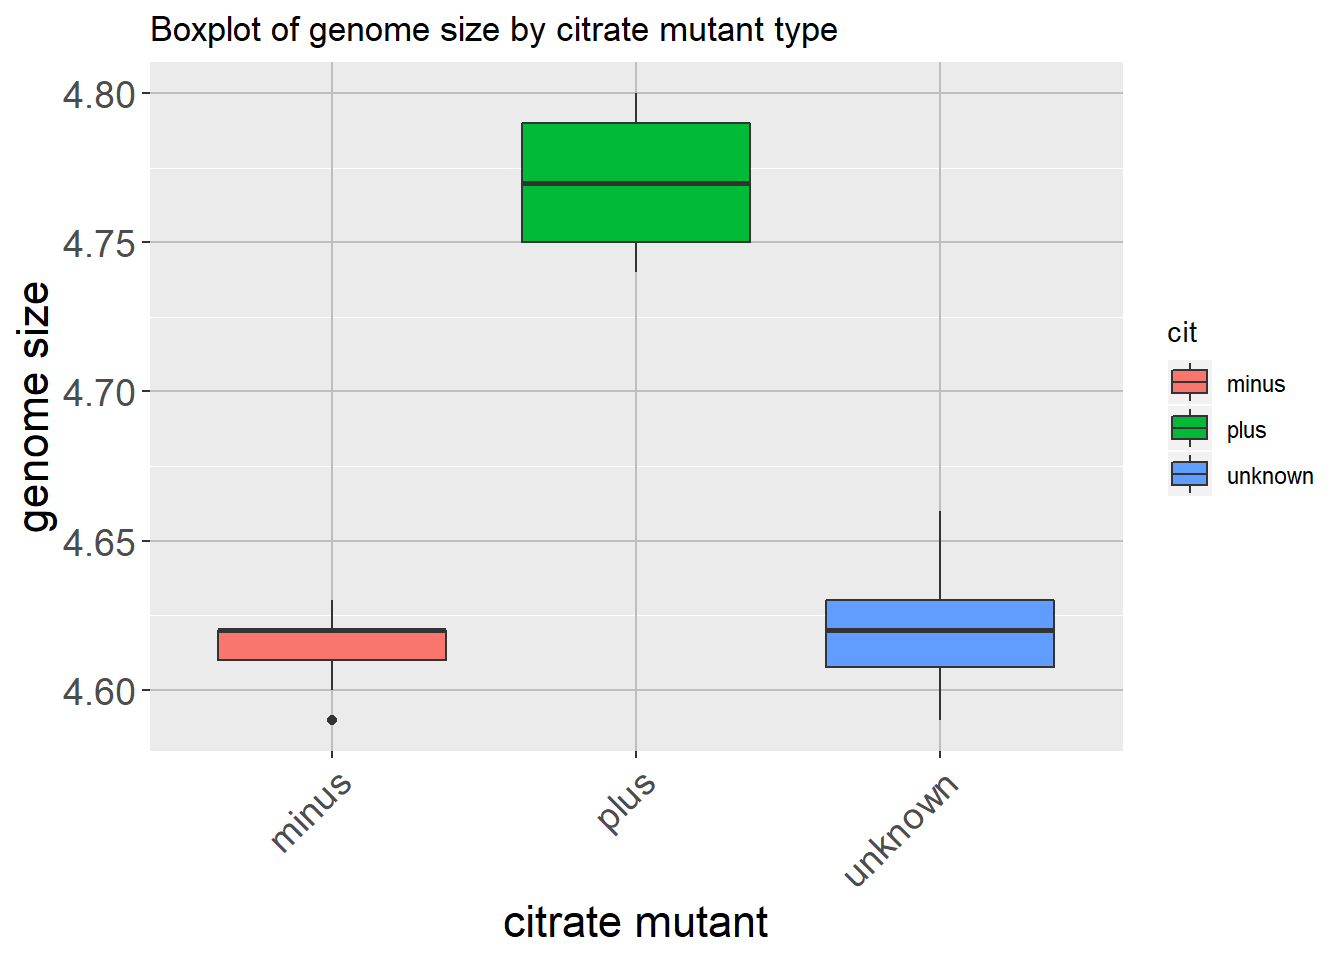 Boxplot of genome size by citrate mutant type
4.80
4.75
4.70
4.65
4.60
genome size
minus
plus
unknown
citrate mutant
cit
minus
plus
unknown